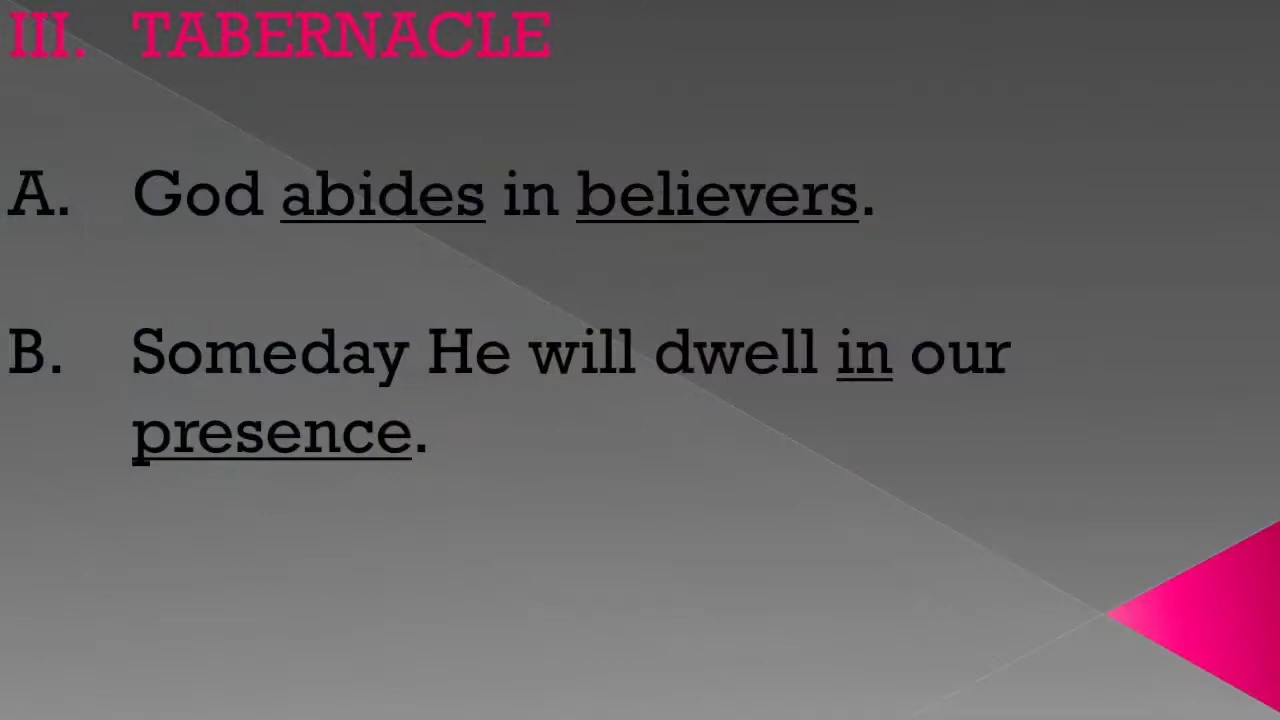 III. TABERNACLE
A. God abides in believers.
B. Someday He will dwell in our
presence.